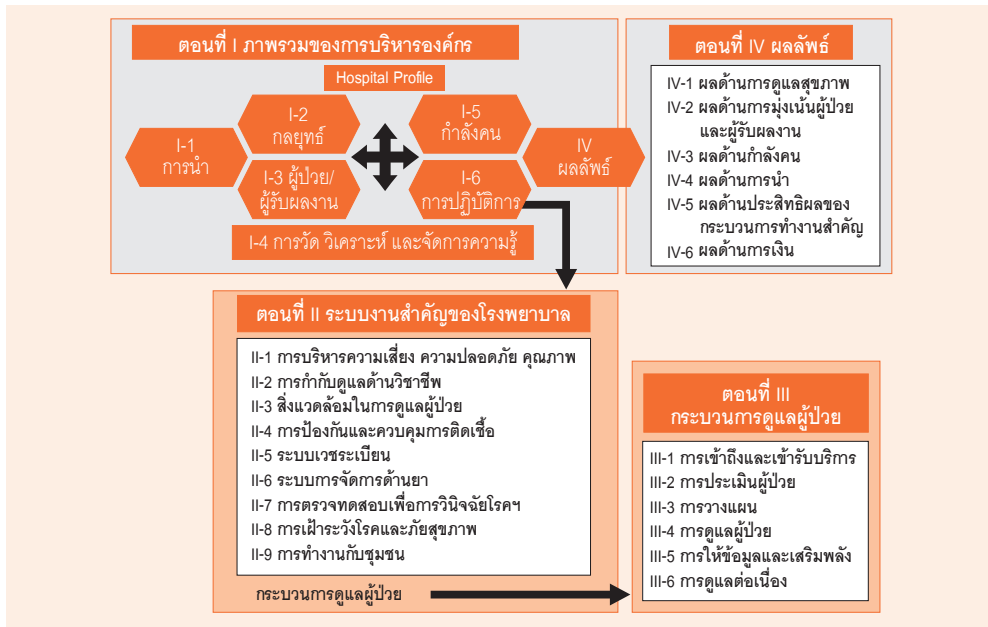 ตอนที่ I ภาพรวมของการบริหารองค์กร
Hospital Profile
I-1
การนำ
I-2
กลยุทธ์
I-3 ผู้ป่วย/
ผู้รับผลงาน
I-5
กำลังคน
I-6
การปฏิบัติการ
IV
ผลลัพธ์
I-4 การวัด วิเคราะห์ และจัดการความรู้
ตอนที่ IV ผลลัพธ์
IV-1 ผลด้านการดูแลสุขภาพ
IV-2 ผลด้านการมุ่งเน้นผู้ป่วย
และผู้รับผลงาน
IV-3 ผลด้านกำลังคน
IV-4 ผลด้านการนำ
IV-5 ผลด้านประสิทธิผลของ
กระบวนการทำงานสำคัญ
IV-6 ผลด้านการเงิน
ตอนที่ II ระบบงานสำคัญของโรงพยาบาล
II-1 การบริหารความเสี่ยง ความปลอดภัย คุณภาพ
II-2 การกำกับดูแลด้านวิชาชีพ
II-3 สิ่งแวดล้อมในการดูแลผู้ป่วย
II-4 การป้องกันและควบคุมการติดเชื้อ
II-5 ระบบเวชระเบียน
II-6 ระบบการจัดการด้านยา
II-7 การตรวจทดสอบเพื่อการวินิจฉัยโรคฯ
II-8 การเฝ้าระวังโรคและภัยสุขภาพ
II-9 การทำงานกับชุมชน
กระบวนการดูแลผู้ป่วย
ตอนที่ III
กระบวนการดูแลผู้ป่วย
III-1 การเข้าถึงและเข้ารับบริการ
III-2 การประเมินผู้ป่วย
III-3 การวางแผน
III-4 การดูแลผู้ป่วย
III-5 การให้ข้อมูลและเสริมพลัง
III-6 การดูแลต่อเนื่อง